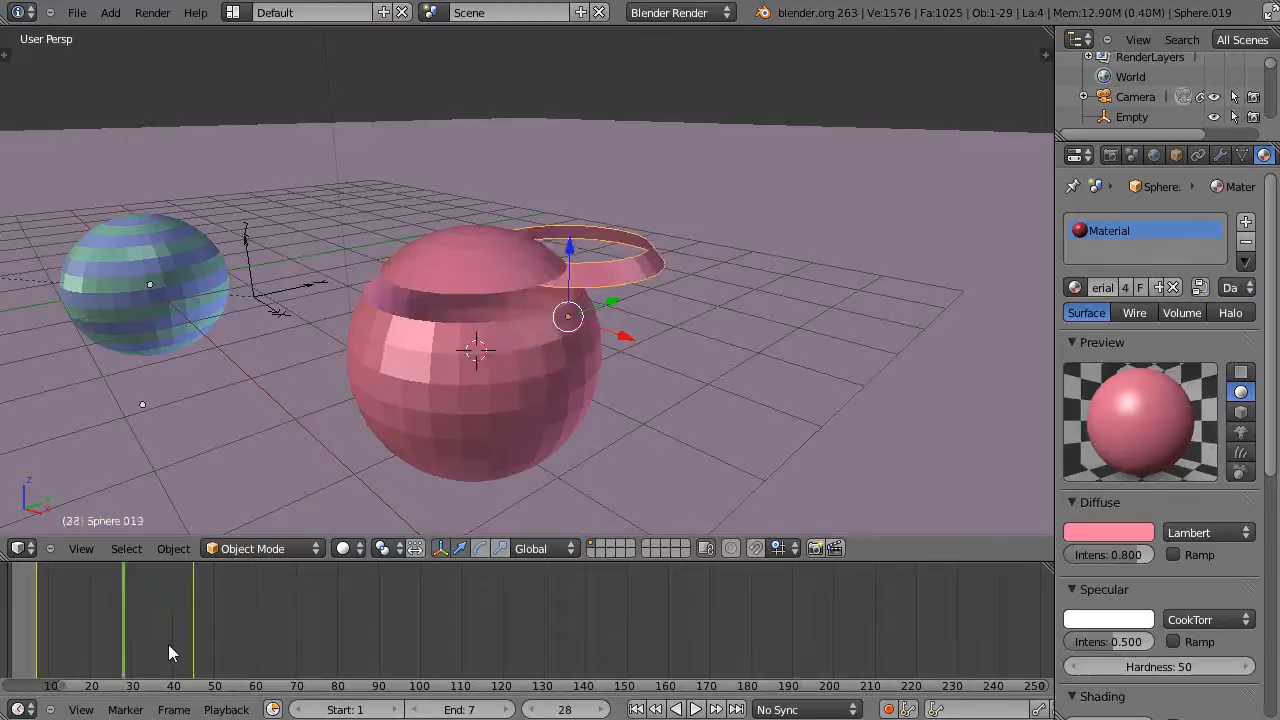 File Add Render Help Default Scene Blender Render blender.org 263 | Ve:1576 | Fa:1025 | Ob:1-29 | La:4 | Mem:12.90M (0.40M) | Sphere.019
User Persp
View Search All Scenes
RenderLayers
World
Camera
Empty
Sphere. Mater
Material
erial 4 F Da
Surface Wire Volume Halo
Preview
Diffuse
Lambert
Intens: 0.800 Ramp
Specular
CookTorr
Intens: 0.500 Ramp
Hardness: 50
Shading
z
y
x
(28) Sphere 019
View Select Object Object Mode Global
10 20 30 40 50 60 70 80 90 100 110 120 130 140 150 160 170 180 190 200 210 220 230 240 250
View Marker Frame Playback Start: 1 End: 7 28 No Sync